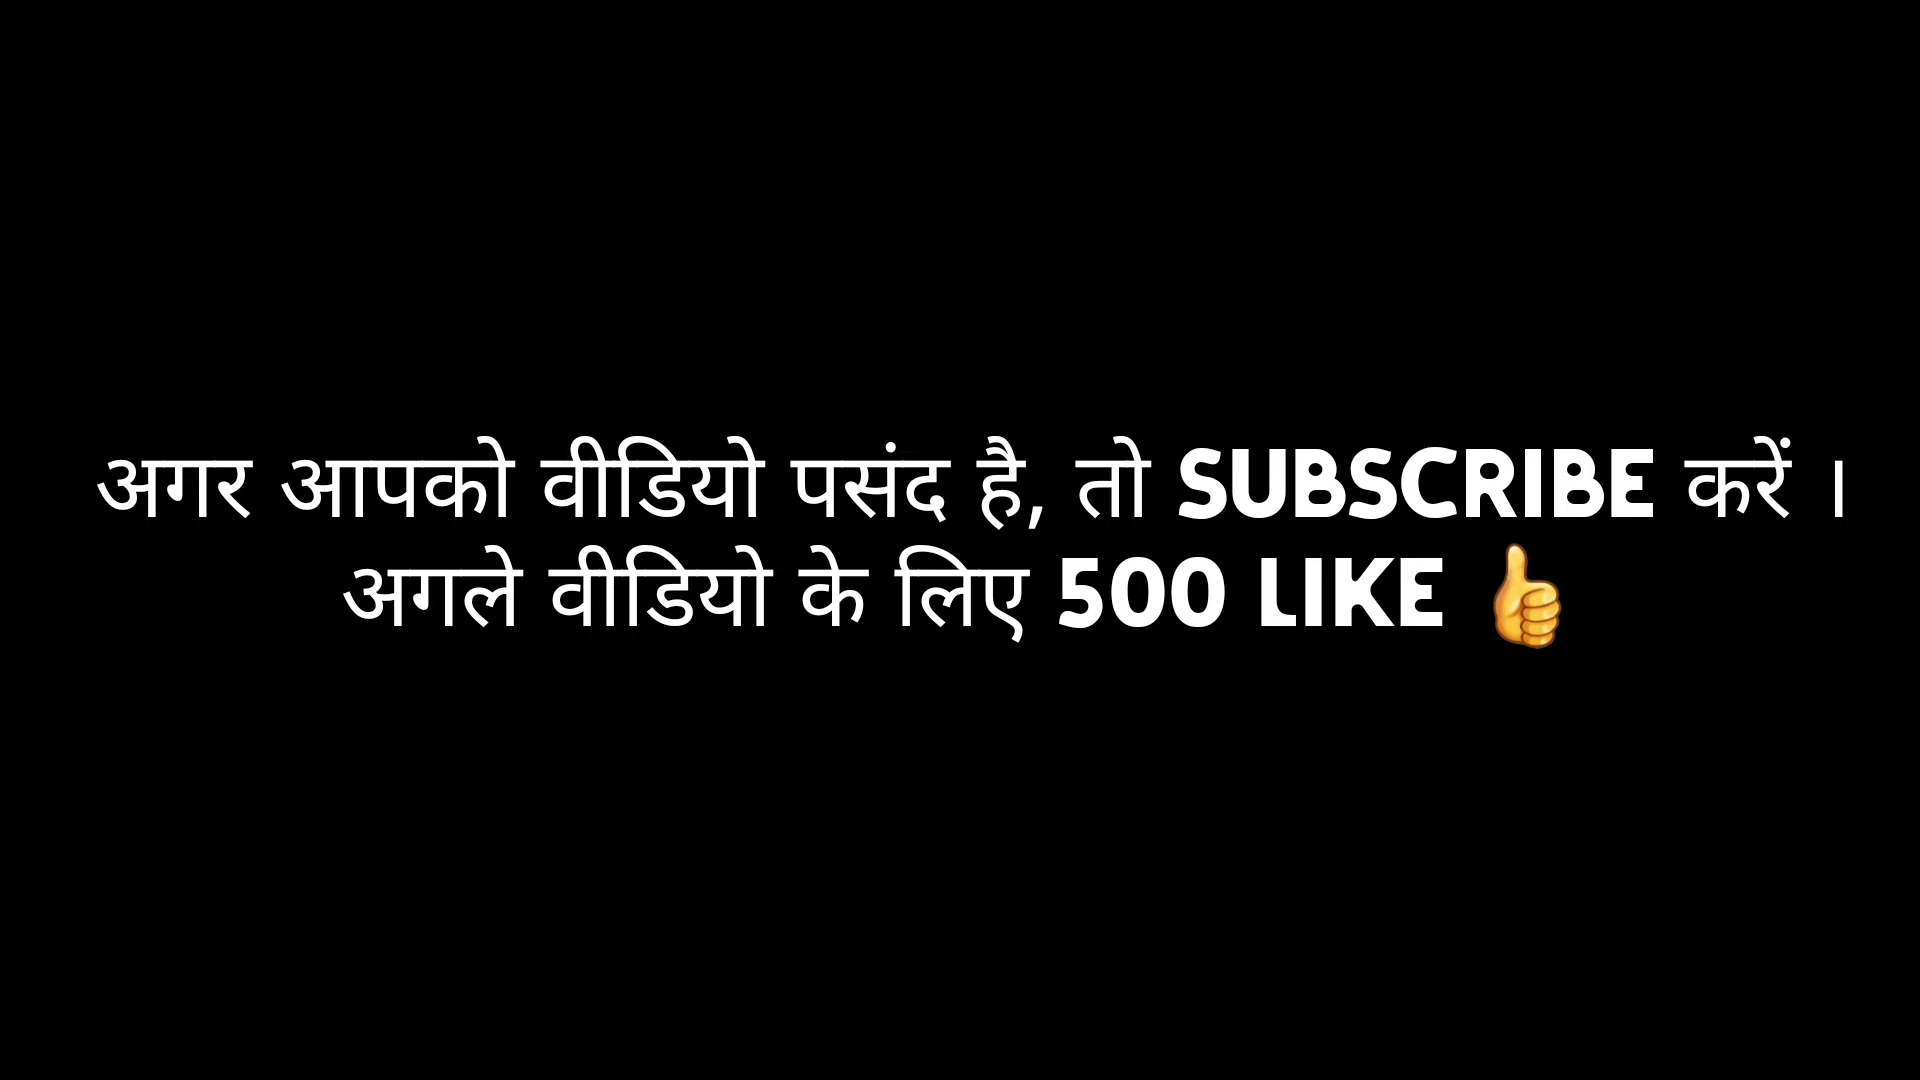 अगर आपको वीडियो पसंद है, तो SUBSCRIBE करें ।
अगले वीडियो के लिए 500 LIKE 👍